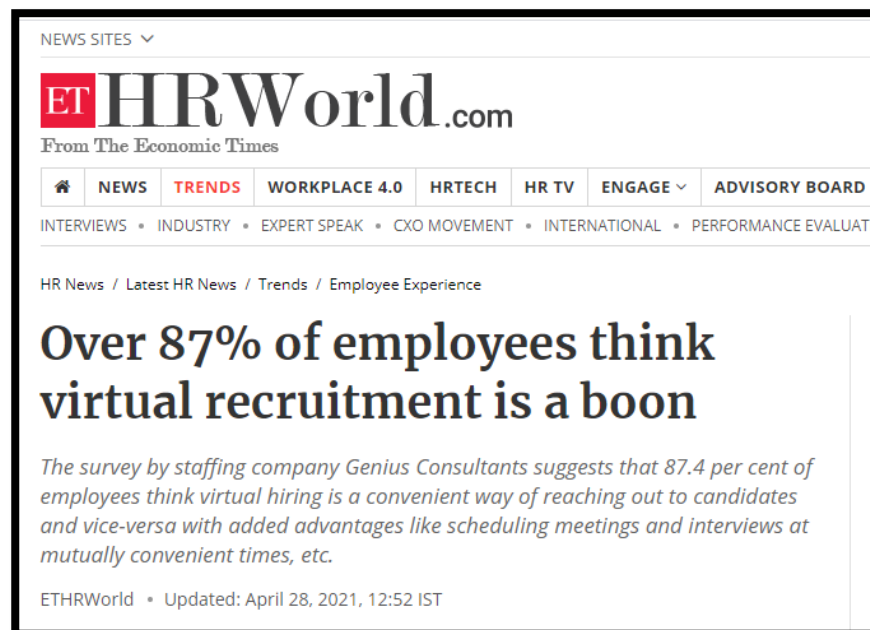 NEWS SITES
ET HRWorld.com
From The Economic Times
NEWS TRENDS WORKPLACE 4.0 HRTECH HR TV ENGAGE ADVISORY BOARD
INTERVIEWS • INDUSTRY • EXPERT SPEAK • CXO MOVEMENT • INTERNATIONAL • PERFORMANCE EVALUAT
HR News / Latest HR News / Trends / Employee Experience
Over 87% of employees think
virtual recruitment is a boon
The survey by staffing company Genius Consultants suggests that 87.4 per cent of
employees think virtual hiring is a convenient way of reaching out to candidates
and vice-versa with added advantages like scheduling meetings and interviews at
mutually convenient times, etc.
ETHRWorld • Updated: April 28, 2021, 12:52 IST